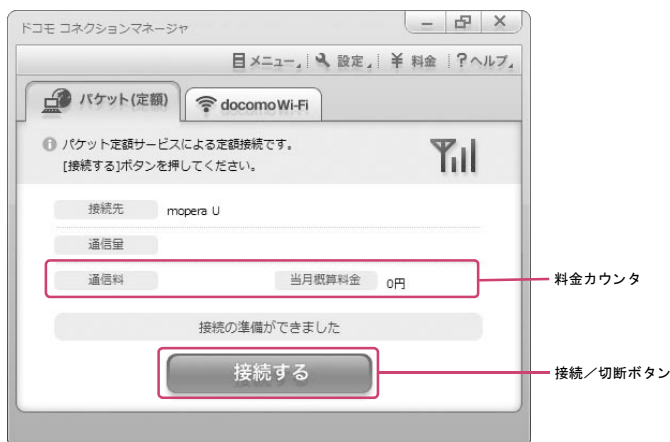 ドコモ コネクションマネージャ
メニュー 設定 ¥ 料金 ? ヘルプ
パケット(定額) docomo Wi-Fi
パケット定額サービスによる定額接続です。
[接続する]ボタンを押してください。
接続先 mopera U
通信量
通信料 当月概算料金 0円
料金カウンタ
接続の準備ができました
接続する
接続/切断ボタン